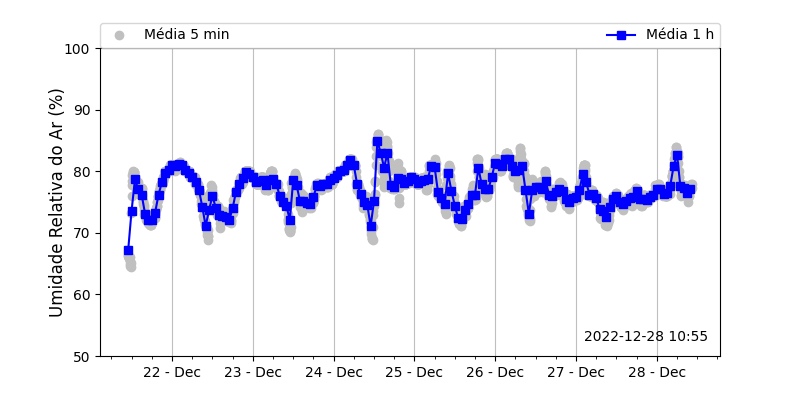 Média 5 min
Média 1 h
Umidade Relativa do Ar (%)
100
90
80
70
60
50
2022-12-28 10:55
22 - Dec
23 - Dec
24 - Dec
25 - Dec
26 - Dec
27 - Dec
28 - Dec